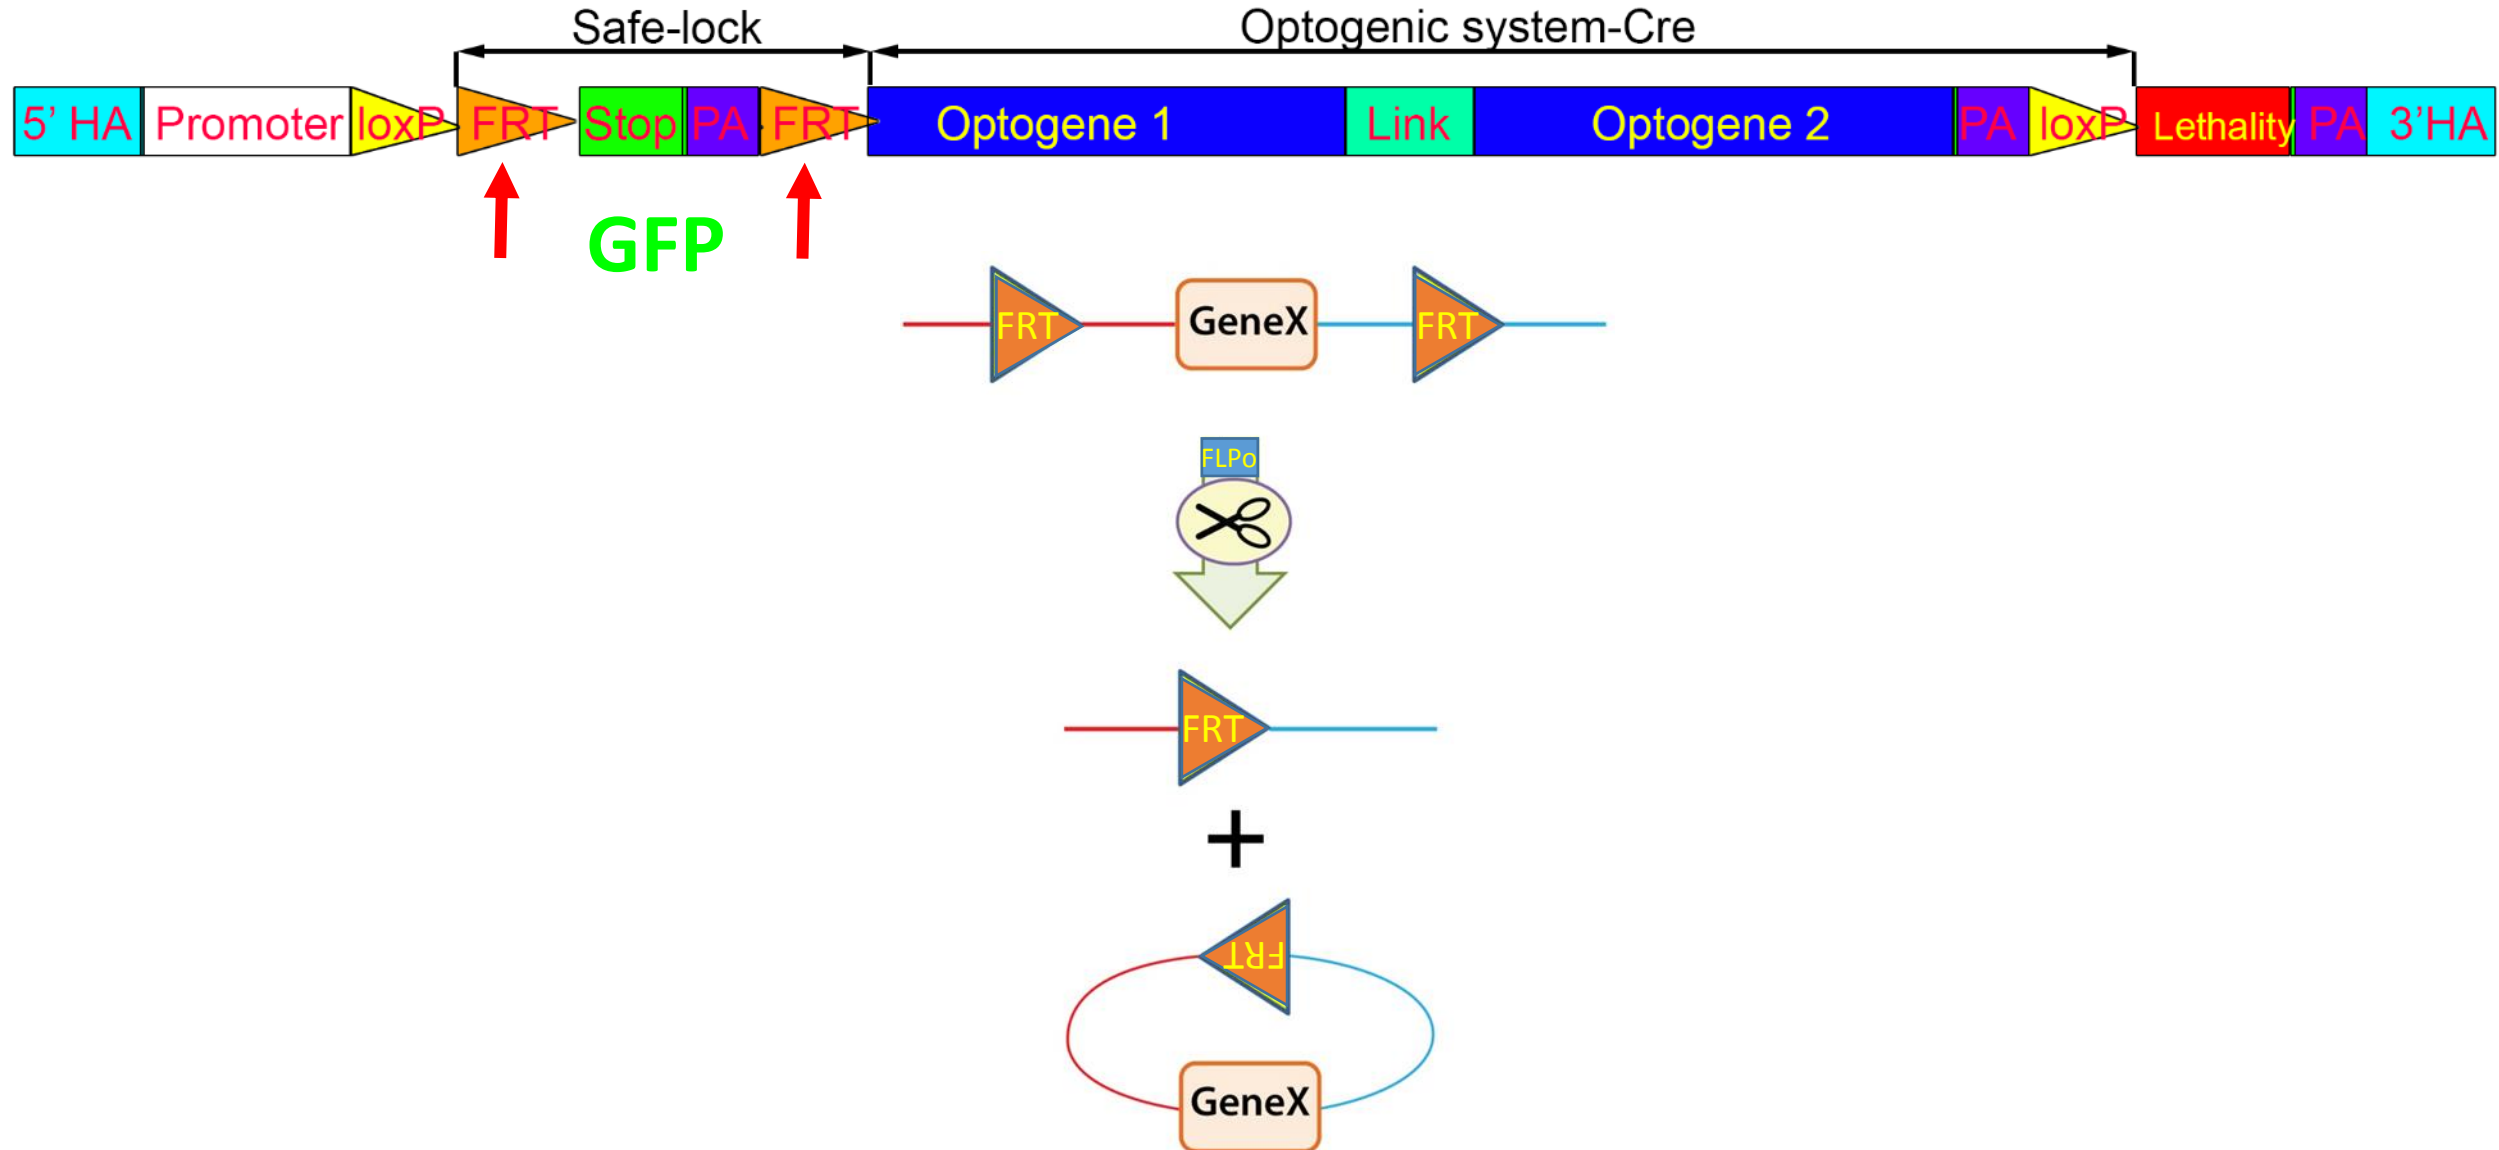 Safe-lock Optogenic system-Cre
5' HA Promoter loxP FRT Stop PA FRT Optogene 1 Link Optogene 2 PA loxP Lethality PA 3'HA
GFP
FRT GeneX FRT
FLPo
FRT
+
FRT
GeneX